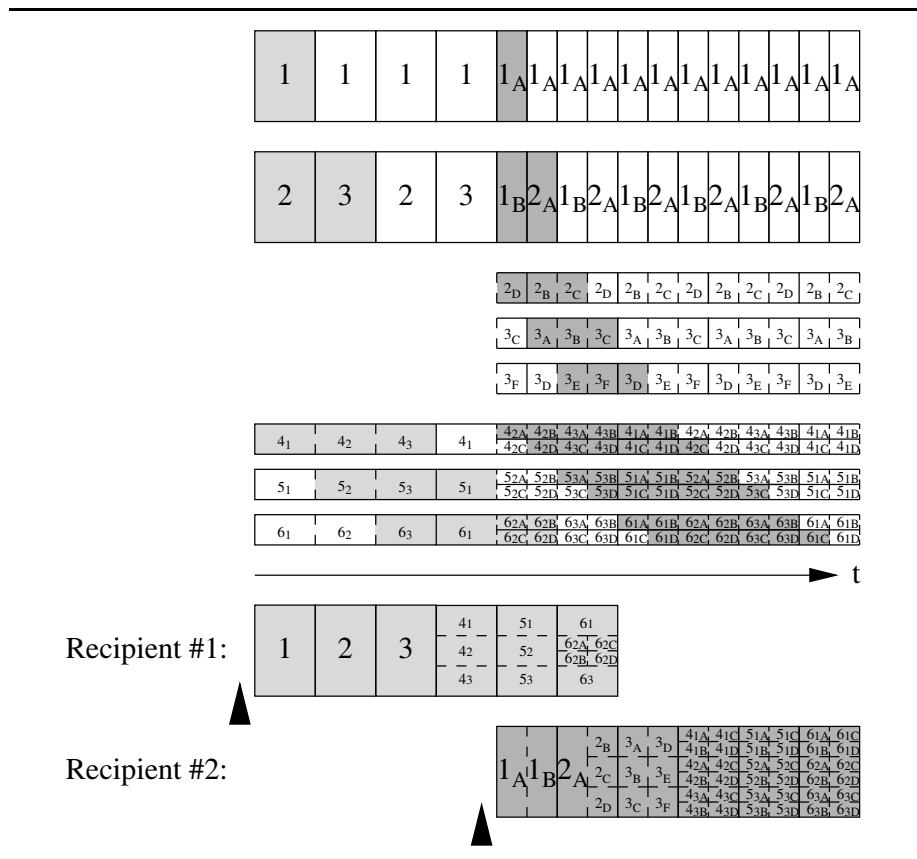 1 1 1 1 1A 1A 1A 1A 1A 1A 1A 1A 1A 1A 1A 1A
2 3 2 3 1B 2A 1B 2A 1B 2A 1B 2A 1B 2A 1B 2A
2D 2B 2C 2D 2B 2C 2D 2B 2C 2D 2B 2C
3C 3A 3B 3C 3A 3B 3C 3A 3B 3C 3A 3B
3F 3D 3E 3F 3D 3E 3F 3D 3E 3F 3D 3E
41 42 43 41 42A 42B 43A 43B 41A 41B 42A 42B 43A 43B 41A 41B
42C 42D 43C 43D 41C 41D 42C 42D 43C 43D 41C 41D
51 52 53 51 52A 52B 53A 53B 51A 51B 52A 52B 53A 53B 51A 51B
52C 52D 53C 53D 51C 51D 52C 52D 53C 53D 51C 51D
61 62 63 61 62A 62B 63A 63B 61A 61B 62A 62B 63A 63B 61A 61B
62C 62D 63C 63D 61C 61D 62C 62D 63C 63D 61C 61D
t
41 51 61
Recipient #1: 1 2 3 42 52 62A 62C
62B 62D
43 53 63
2B 3A 3D 41A 41C 51A 51C 61A 61C
41B 41D 51B 51D 61B 61D
Recipient #2: 1A 1B 2A 2C 3B 3E 42A 42C 52A 52C 62A 62C
42B 42D 52B 52D 62B 62D
2D 3C 3F 43A 43C 53A 53C 63A 63C
43B 43D 53B 53D 63B 63D